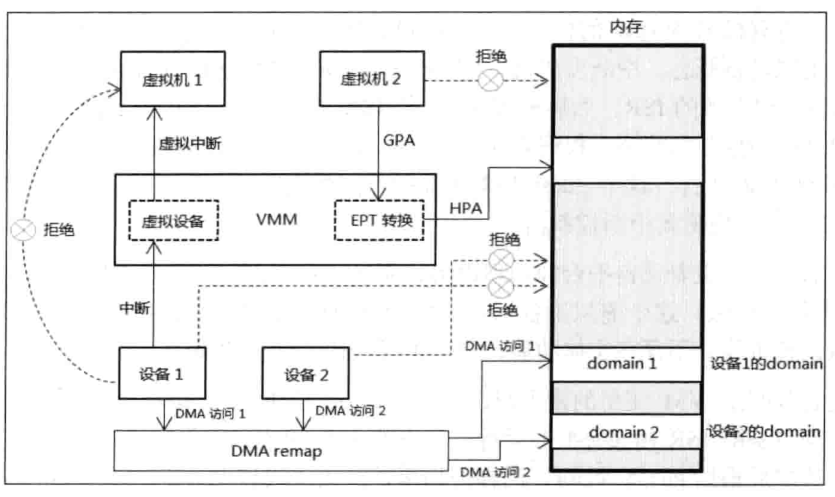 内存
拒绝
虚拟机 1
虚拟机 2
虚拟中断
GPA
虚拟设备
VMM
EPT 转换
HPA
拒绝
拒绝
中断
拒绝
DMA 访问 1
设备 1
设备 2
domain 1
设备1的domain
DMA 访问 1
DMA 访问 2
domain 2
设备2的domain
DMA remap
DMA 访问 2